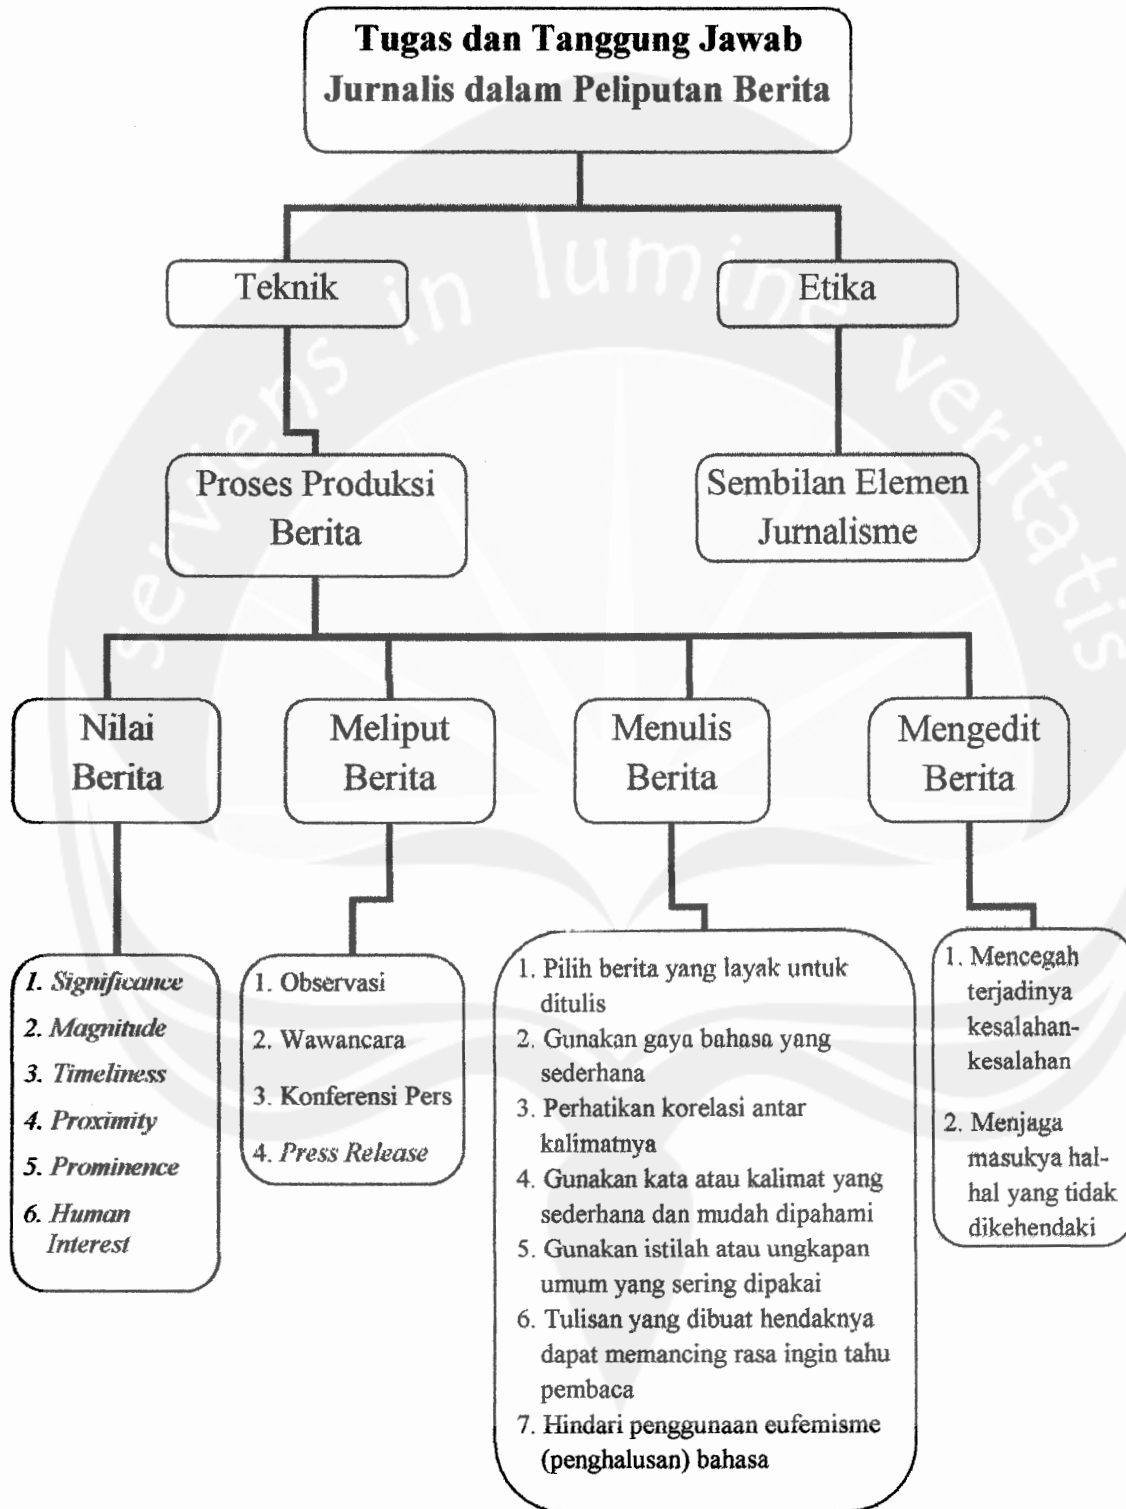 Tugas dan Tanggung Jawab
Jurnalis dalam Peliputan Berita
serviens in lumine veritatis
Teknik
Etika
Proses Produksi
Berita
Sembilan Elemen
Jurnalisme
Nilai
Berita
Meliput
Berita
Menulis
Berita
Mengedit
Berita
1. Significance
2. Magnitude
3. Timeliness
4. Proximity
5. Prominence
6. Human
Interest
1. Observasi
2. Wawancara
3. Konferensi Pers
4. Press Release
1. Pilih berita yang layak untuk
ditulis
2. Gunakan gaya bahasa yang
sederhana
3. Perhatikan korelasi antar
kalimatnya
4. Gunakan kata atau kalimat yang
sederhana dan mudah dipahami
5. Gunakan istilah atau ungkapan
umum yang sering dipakai
6. Tulisan yang dibuat hendaknya
dapat memancing rasa ingin tahu
pembaca
7. Hindari penggunaan eufemisme
(penghalusan) bahasa
1. Mencegah
terjadinya
kesalahan-
kesalahan
2. Menjaga
masukya hal-
hal yang tidak
dikehendaki